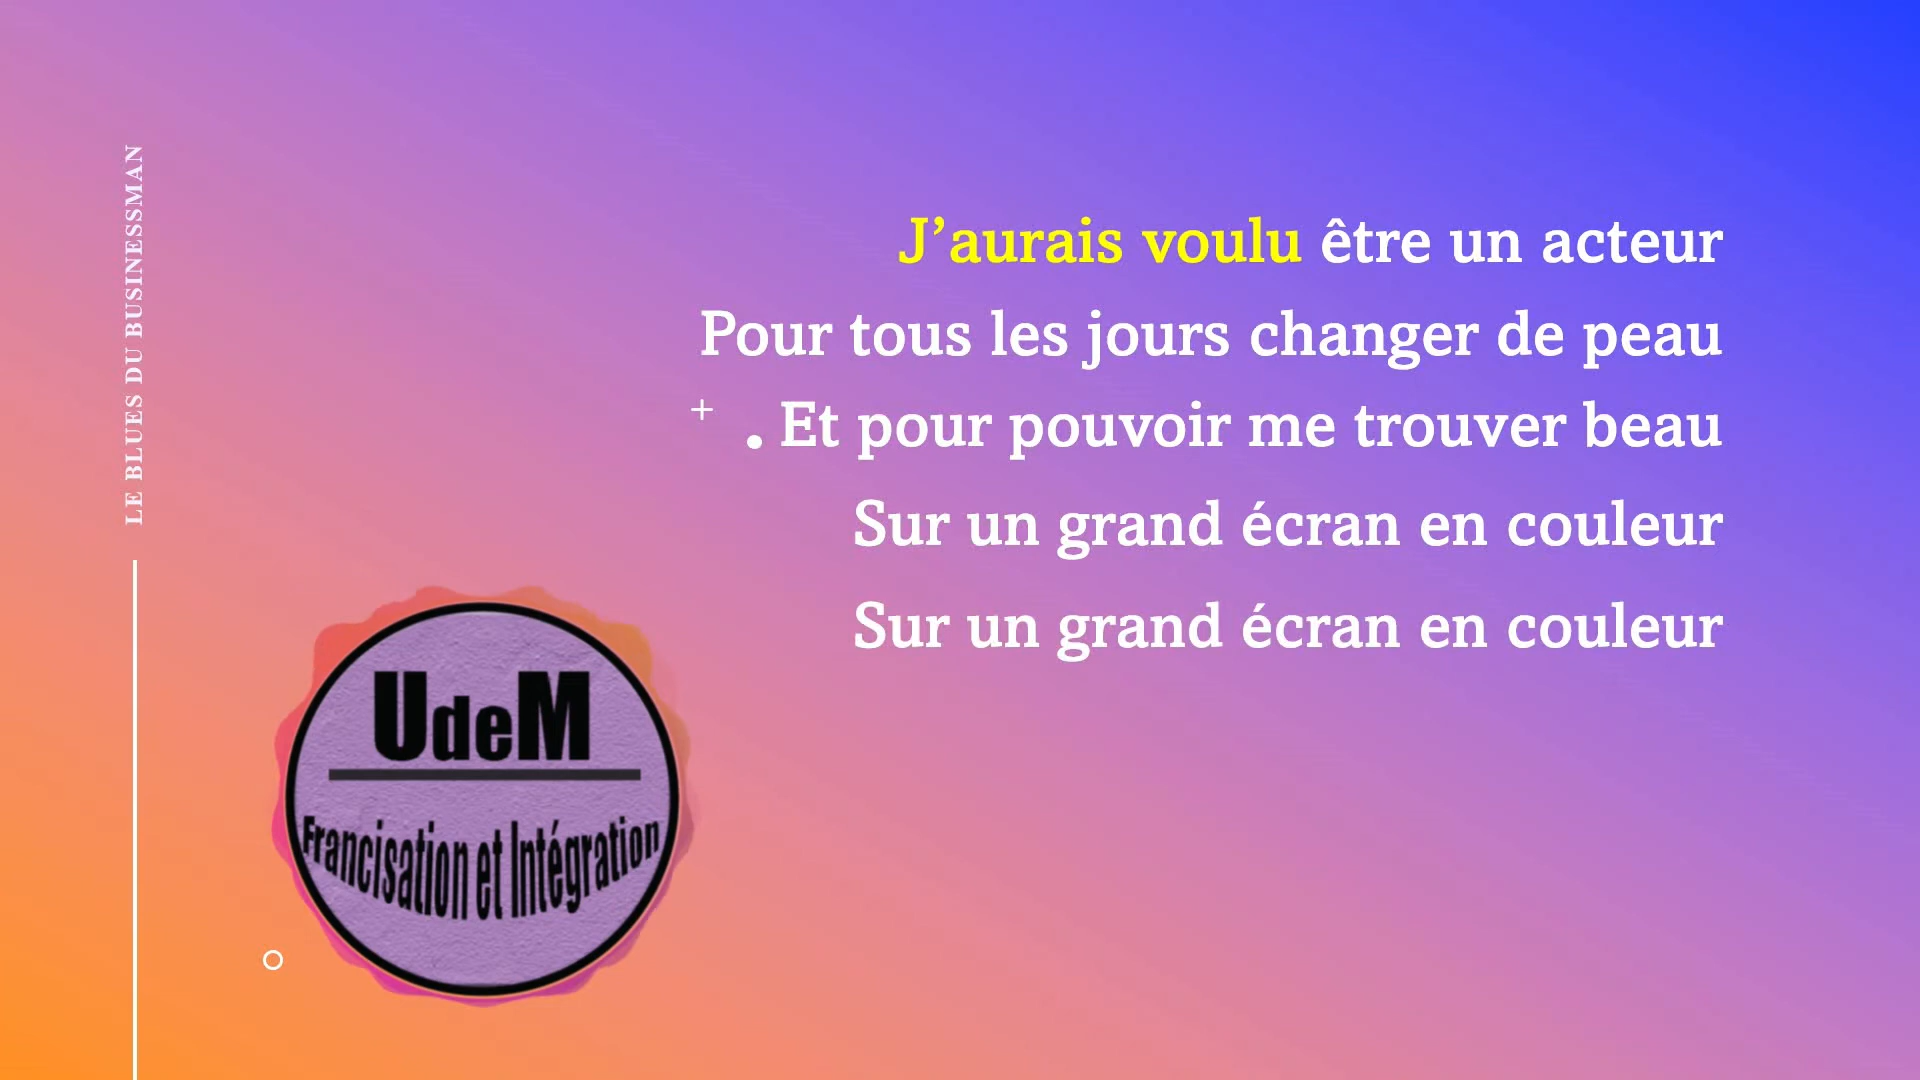 LE BLUES DU BUSINESSMAN
J’aurais voulu être un acteur
Pour tous les jours changer de peau
Et pour pouvoir me trouver beau
Sur un grand écran en couleur
Sur un grand écran en couleur
UdeM
Francisation et Intégration